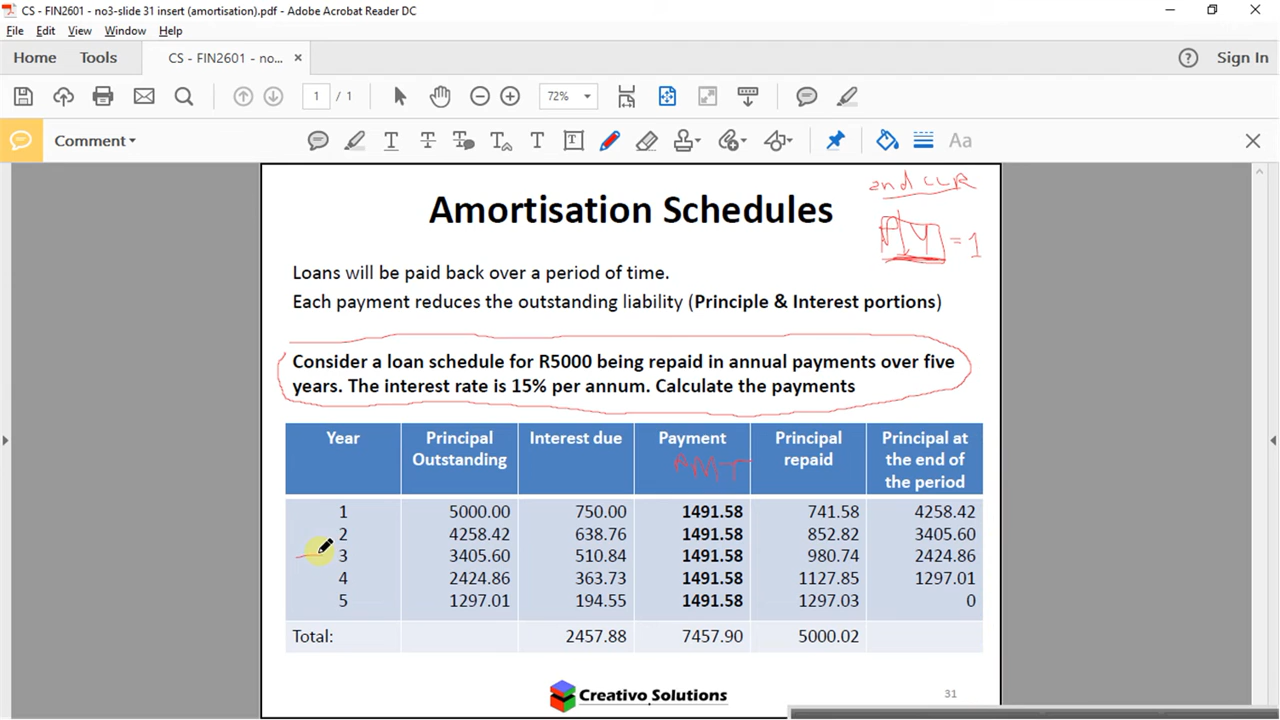 CS - FIN2601 - no3-slide 31 insert (amortisation).pdf - Adobe Acrobat Reader DC
File Edit View Window Help
Home Tools CS - FIN2601 - no... × Sign In
1 / 1 72%
Comment
2nd CLR
P/Y = 1
Amortisation Schedules
Loans will be paid back over a period of time.
Each payment reduces the outstanding liability (Principle & Interest portions)
Consider a loan schedule for R5000 being repaid in annual payments over five
years. The interest rate is 15% per annum. Calculate the payments
Year Principal Interest due Payment Principal Principal at
Outstanding AMT repaid the end of
the period
1 5000.00 750.00 1491.58 741.58 4258.42
2 4258.42 638.76 1491.58 852.82 3405.60
3 3405.60 510.84 1491.58 980.74 2424.86
4 2424.86 363.73 1491.58 1127.85 1297.01
5 1297.01 194.55 1491.58 1297.03 0
Total: 2457.88 7457.90 5000.02
Creativo Solutions
31